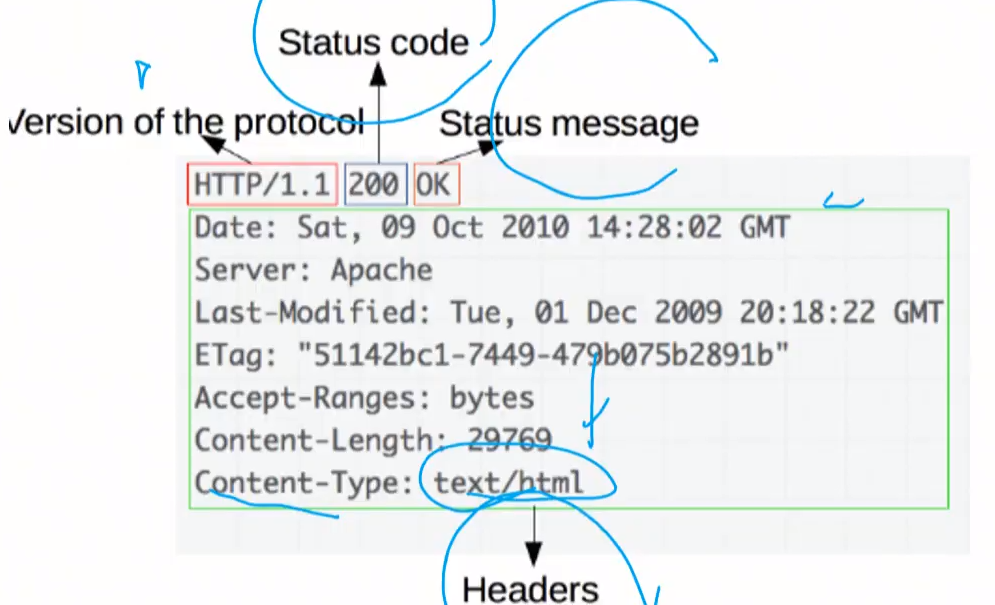 Status code
Version of the protocol
Status message
HTTP/1.1 200 OK
Date: Sat, 09 Oct 2010 14:28:02 GMT
Server: Apache
Last-Modified: Tue, 01 Dec 2009 20:18:22 GMT
ETag: "51142bc1-7449-479b075b2891b"
Accept-Ranges: bytes
Content-Length: 29769
Content-Type: text/html
Headers